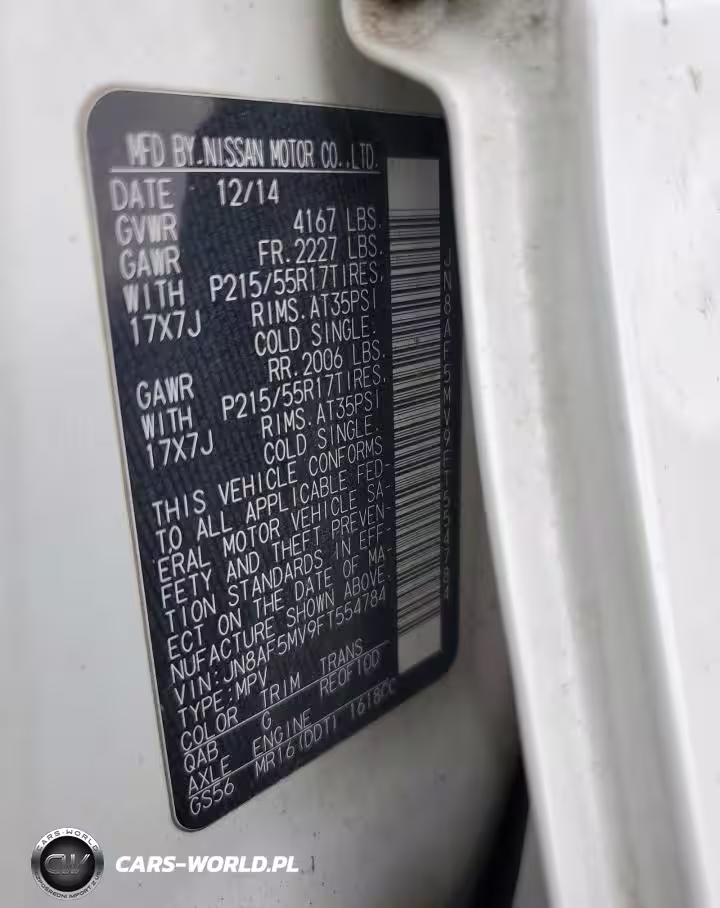 MFD BY.NISSAN MOTOR CO.,LTD.
DATE 12/14
GVWR 4167 LBS.
GAWR FR.2227 LBS.
WITH P215/55R17TIRES,
17X7J RIMS.AT35PSI
COLD SINGLE.
GAWR RR.2006 LBS.
WITH P215/55R17TIRES.
17X7J RIMS.AT35PSI
COLD SINGLE.
THIS VEHICLE CONFORMS
TO ALL APPLICABLE FED-
ERAL MOTOR VEHICLE SA-
FETY AND THEFT PREVEN-
TION STANDARDS IN EFF-
ECT ON THE DATE OF MA-
NUFACTURE SHOWN ABOVE.
VIN:JN8AF5MV9FT554784
TYPE:MPV
COLOR TRIM TRANS
QAB G RE0F10D
AXLE ENGINE
GS56 MR16(DDT) 1618CC
JN8AF5MV9FT554784
CARS-WORLD
CW
CARS-WORLD.PL